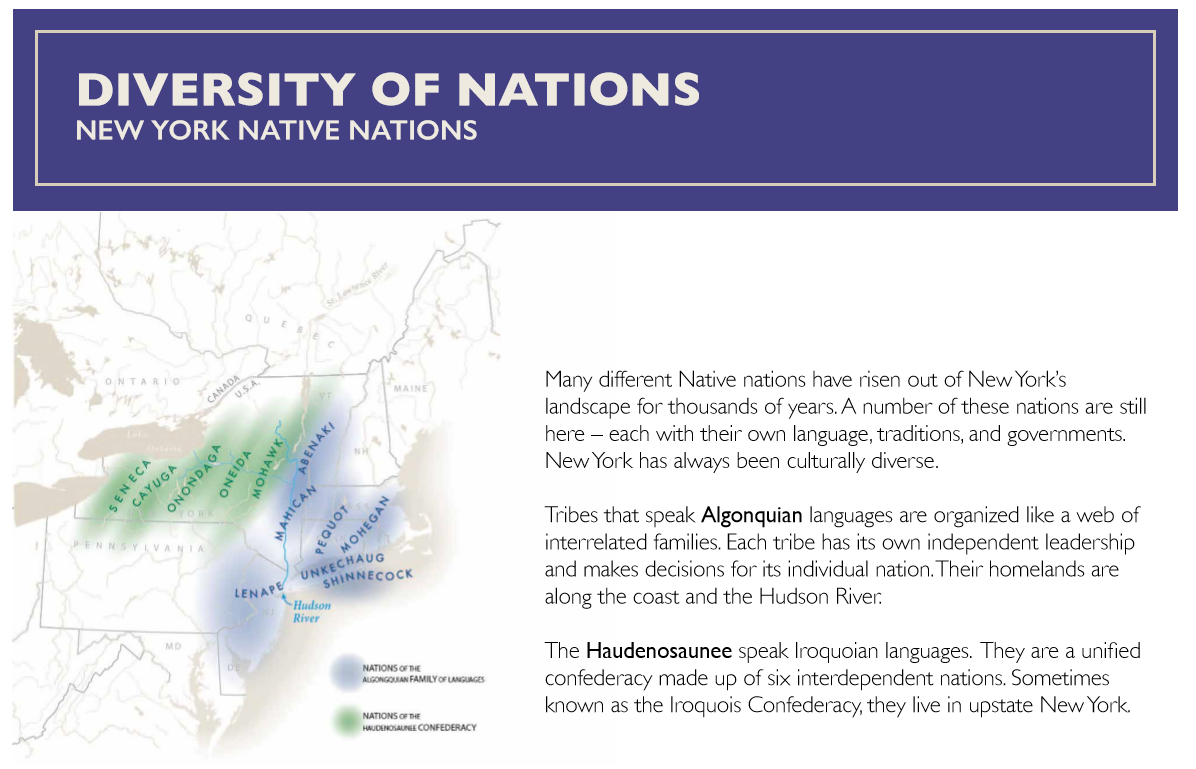 DIVERSITY OF NATIONS
NEW YORK NATIVE NATIONS
St. Lawrence River
QUEBEC
ONTARIO
CANADA
U.S.A.
MAINE
VT
Lake
Ontario
NH
ABENAKI
SENECA
CAYUGA
ONONDAGA
ONEIDA
MOHAWK
YORK
MAHICAN
PEQUOT
MOHEGAN
PENNSYLVANIA
UNKECHAUG
SHINNECOCK
LENAPE
NJ
Hudson
River
MD
DE
NATIONS OF THE
ALGONGQUIAN FAMILY OF LANGUAGES
NATIONS OF THE
HAUDENOSAUNEE CONFEDERACY
Many different Native nations have risen out of New York's
landscape for thousands of years. A number of these nations are still
here – each with their own language, traditions, and governments.
New York has always been culturally diverse.
Tribes that speak Algonquian languages are organized like a web of
interrelated families. Each tribe has its own independent leadership
and makes decisions for its individual nation. Their homelands are
along the coast and the Hudson River.
The Haudenosaunee speak Iroquoian languages. They are a unified
confederacy made up of six interdependent nations. Sometimes
known as the Iroquois Confederacy, they live in upstate New York.